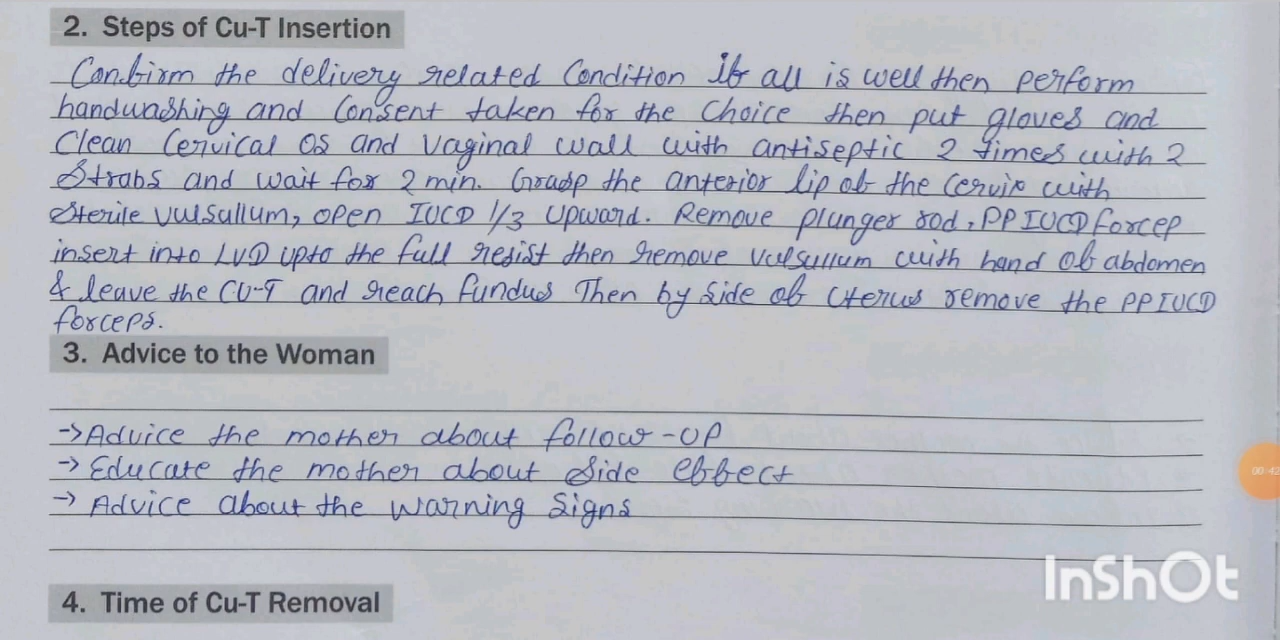 2. Steps of Cu-T Insertion
Confirm the delivery related Condition if all is well then perform
handwashing and Consent taken for the Choice then put gloves and
Clean Cervical OS and Vaginal wall with antiseptic 2 times with 2
Strabs and wait for 2 min. Grasp the anterior lip of the Cervix with
Sterile vulsullum, open IUCD 1/3 Upward. Remove plunger rod, PPIUCD forcep
insert into LVD upto the full resist then remove vulsullum with hand of abdomen
& leave the CU-T and reach fundus Then by Side of Uterus remove the PPIUCD
forceps.
3. Advice to the Woman
→ Advice the mother about follow-UP
→ Educate the mother about Side effect
→ Advice about the warning Signs
00:42
InShOt
4. Time of Cu-T Removal